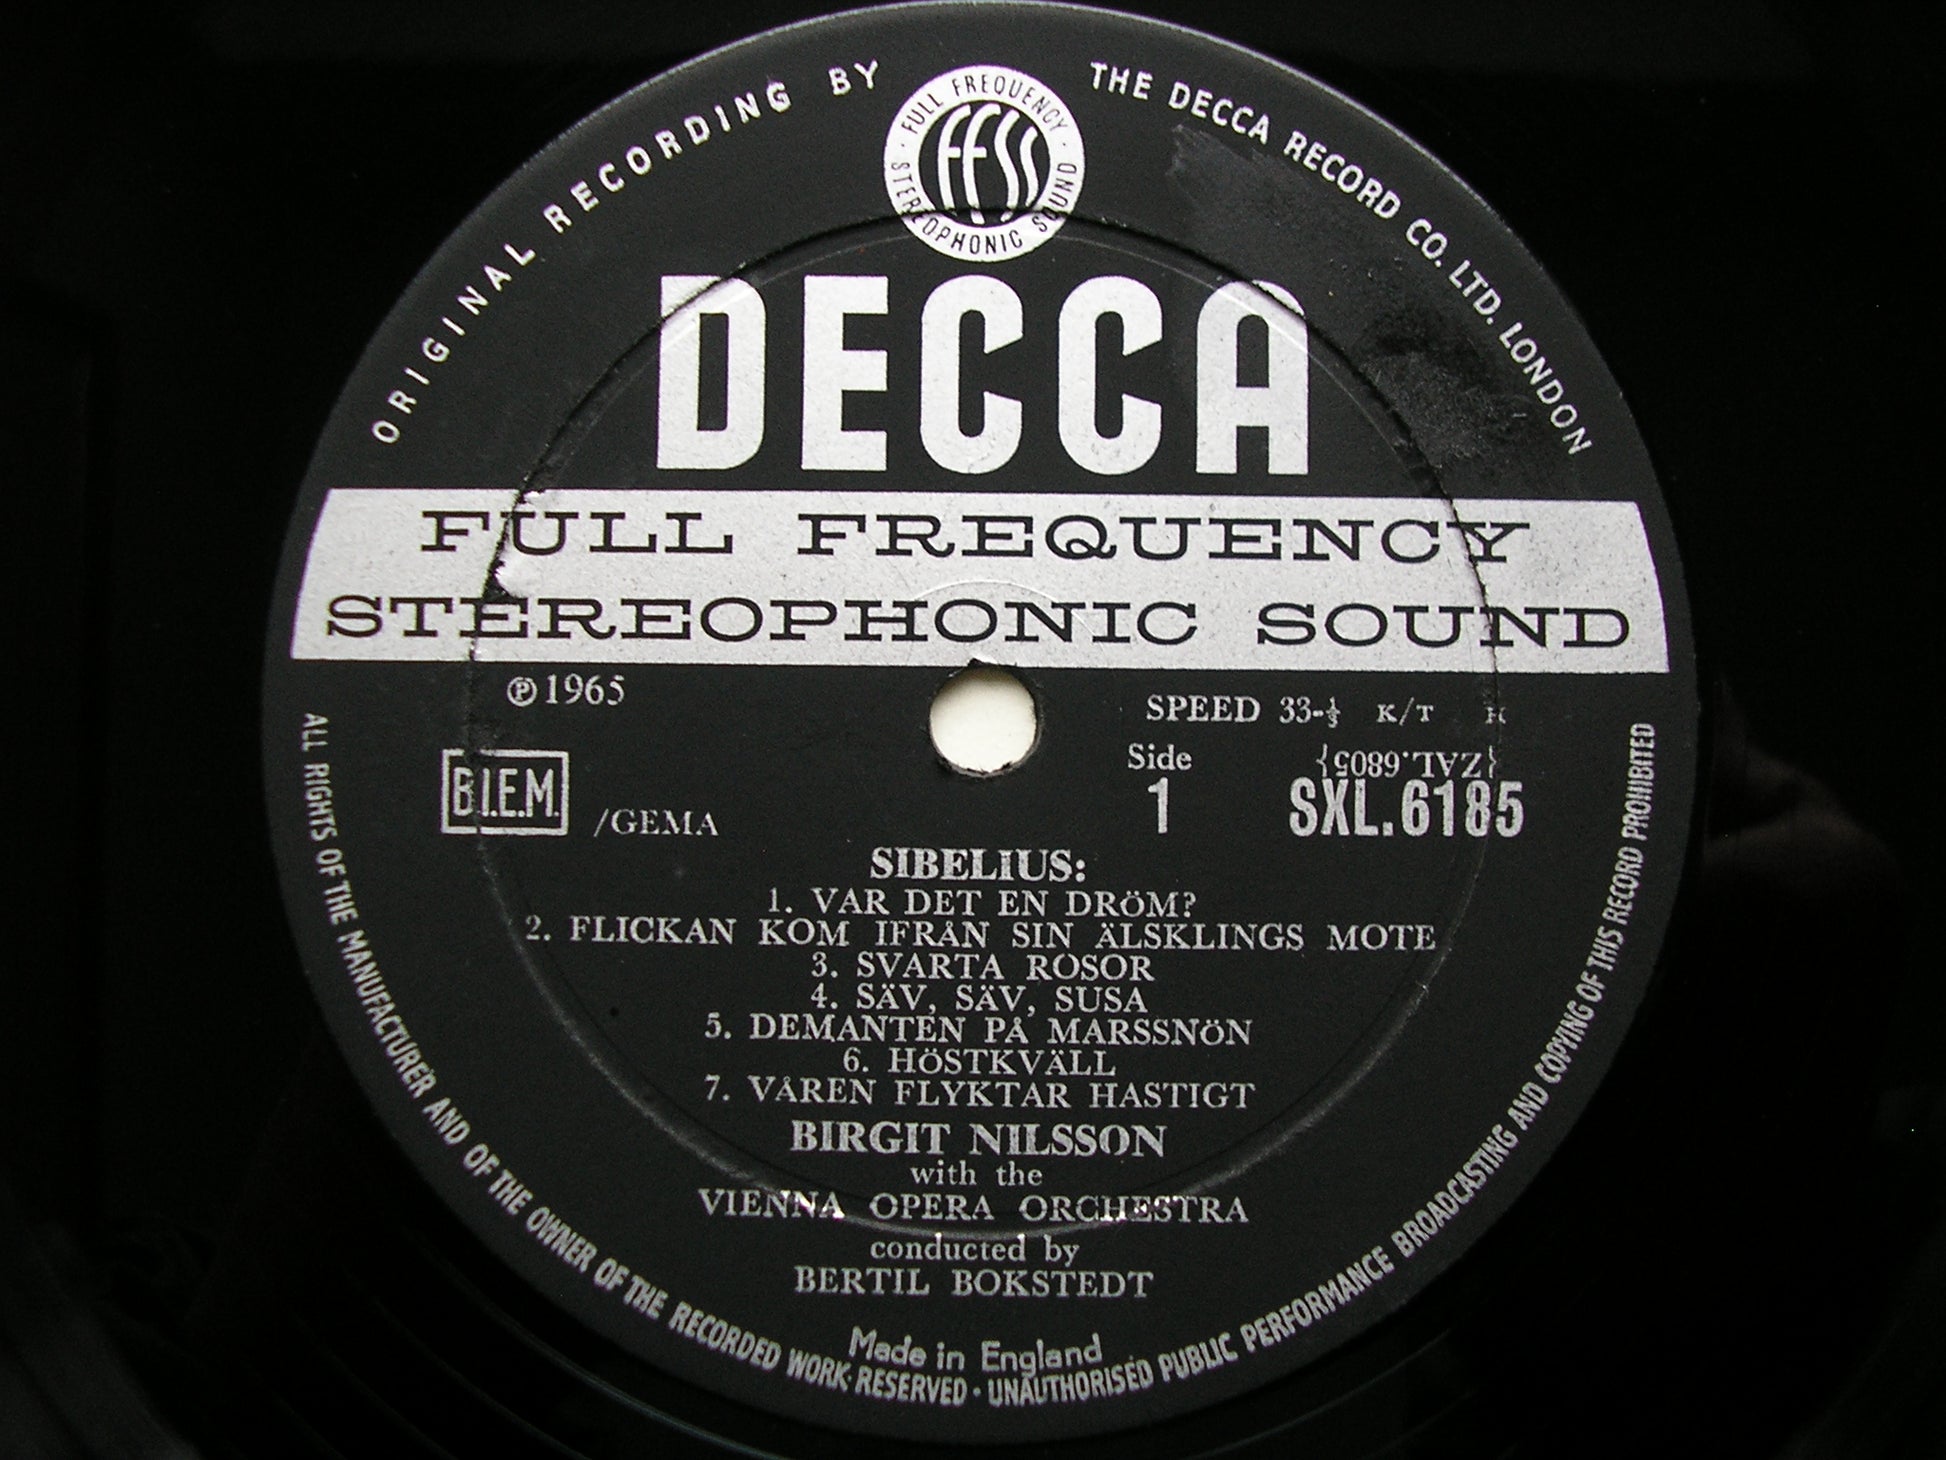 ORIGINAL RECORDING BY THE DECCA RECORD CO. LTD. LONDON
FULL FREQUENCY
FFSS
STEREOPHONIC SOUND
DECCA
FULL FREQUENCY
STEREOPHONIC SOUND
℗1965
SPEED 33-⅓ K/T H
B.I.E.M. /GEMA
Side {ZAL.6805}
1 SXL.6185
SIBELIUS:
1. VAR DET EN DRÖM?
2. FLICKAN KOM IFRÅN SIN ÄLSKLINGS MOTE
3. SVARTA ROSOR
4. SÄV, SÄV, SUSA
5. DEMANTEN PÅ MARSSNÖN
6. HÖSTKVÄLL
7. VÅREN FLYKTAR HASTIGT
BIRGIT NILSSON
with the
VIENNA OPERA ORCHESTRA
conducted by
BERTIL BOKSTEDT
Made in England
ALL RIGHTS OF THE MANUFACTURER AND OF THE OWNER OF THE RECORDED WORK RESERVED · UNAUTHORISED PUBLIC PERFORMANCE BROADCASTING AND COPYING OF THIS RECORD PROHIBITED